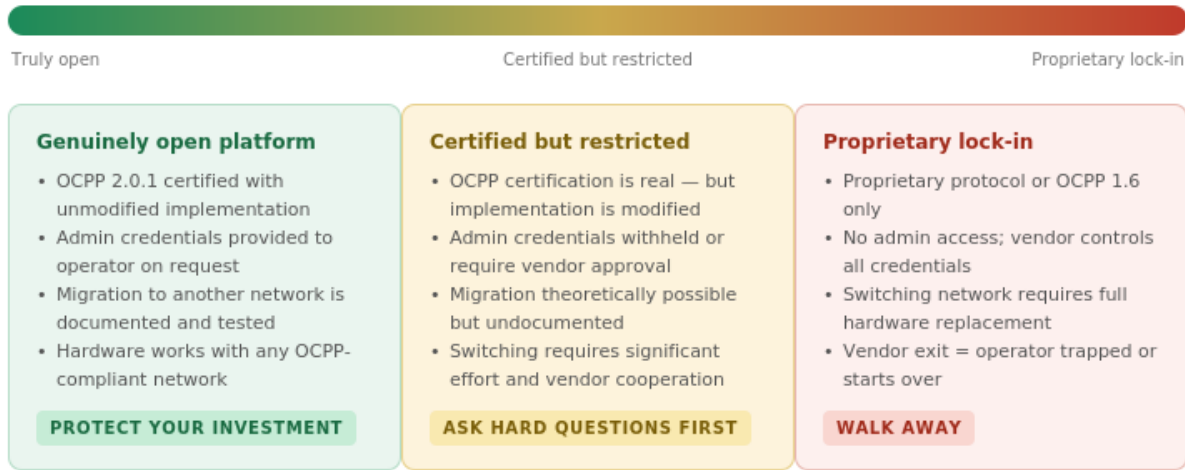 Truly open
Certified but restricted
Proprietary lock-in
Genuinely open platform
• OCPP 2.0.1 certified with
unmodified implementation
• Admin credentials provided to
operator on request
• Migration to another network is
documented and tested
• Hardware works with any OCPP-
compliant network
PROTECT YOUR INVESTMENT
Certified but restricted
• OCPP certification is real — but
implementation is modified
• Admin credentials withheld or
require vendor approval
• Migration theoretically possible
but undocumented
• Switching requires significant
effort and vendor cooperation
ASK HARD QUESTIONS FIRST
Proprietary lock-in
• Proprietary protocol or OCPP 1.6
only
• No admin access; vendor controls
all credentials
• Switching network requires full
hardware replacement
• Vendor exit = operator trapped or
starts over
WALK AWAY